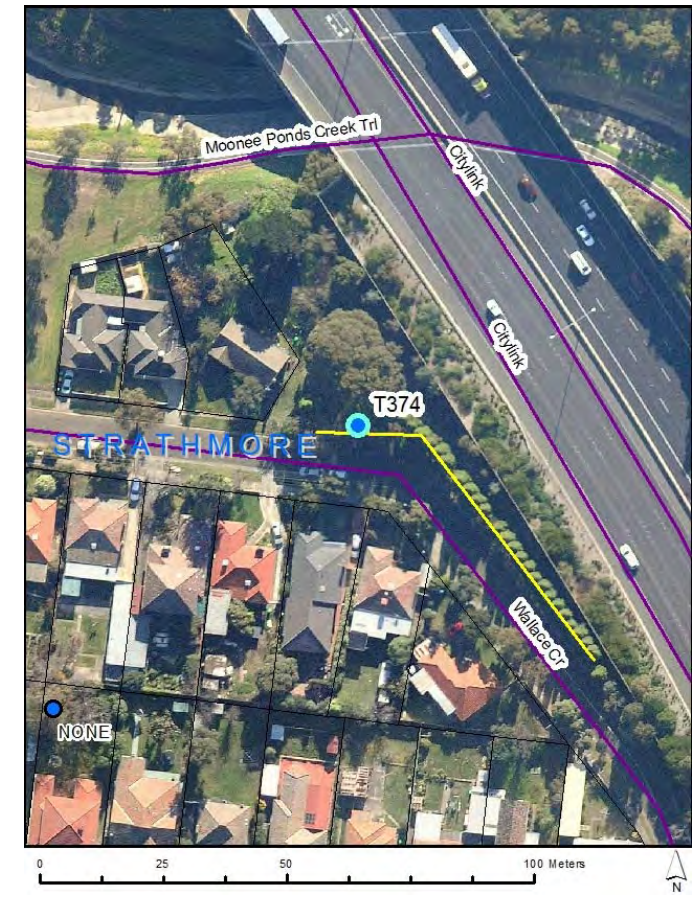 Moonee Ponds Creek Trl
Citylink
Citylink
T374
STRATHMORE
Wallace Cr
NONE
0 25 50 100 Meters
N